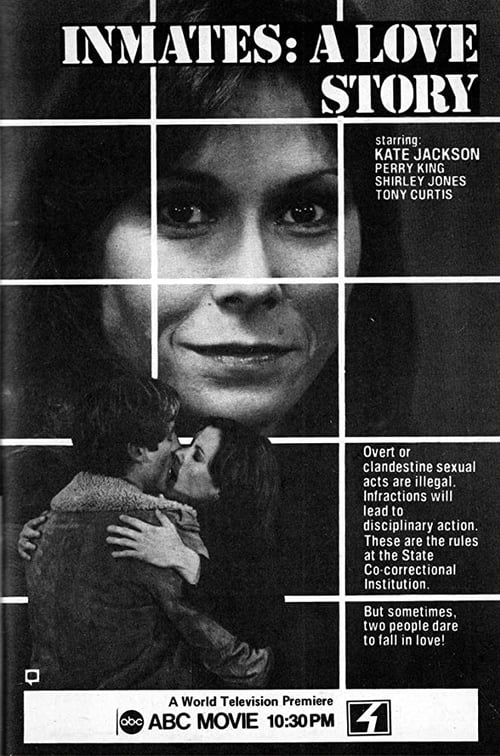 INMATES: A LOVE
STORY
starring:
KATE JACKSON
PERRY KING
SHIRLEY JONES
TONY CURTIS
Overt or
clandestine sexual
acts are illegal.
Infractions will
lead to
disciplinary action.
These are the rules
at the State
Co-correctional
Institution.
But sometimes,
two people dare
to fall in love!
A World Television Premiere
abc ABC MOVIE 10:30 PM 4